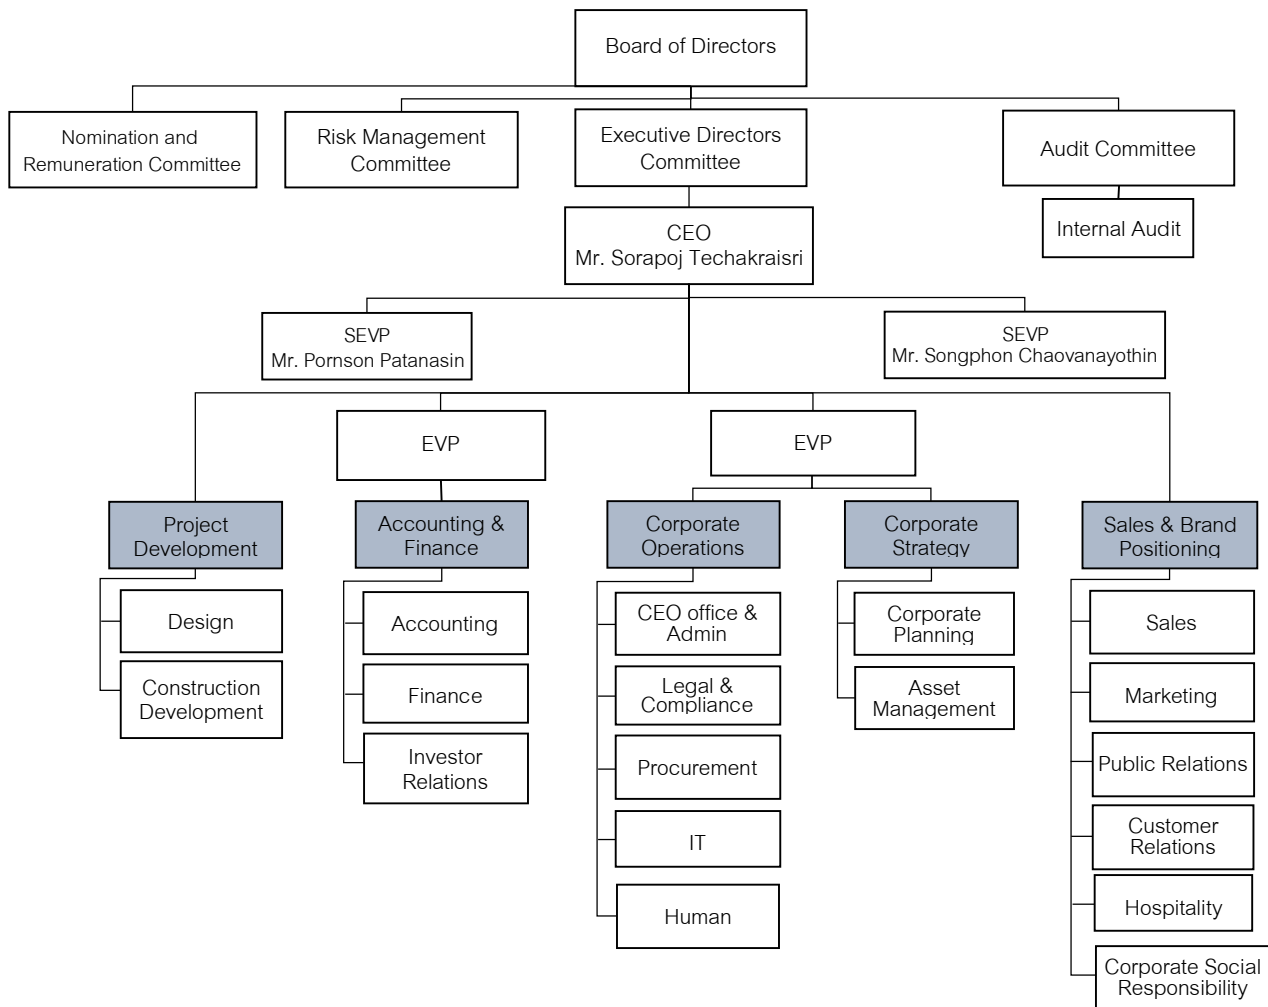 Board of Directors
Nomination and
Remuneration Committee
Risk Management
Committee
Executive Directors
Committee
Audit Committee
Internal Audit
CEO
Mr. Sorapoj Techakraisri
SEVP
Mr. Pornson Patanasin
SEVP
Mr. Songphon Chaovanayothin
EVP
EVP
Project
Development
Accounting &
Finance
Corporate
Operations
Corporate
Strategy
Sales & Brand
Positioning
Design
Construction
Development
Accounting
Finance
Investor
Relations
CEO office &
Admin
Legal &
Compliance
Procurement
IT
Human
Corporate
Planning
Asset
Management
Sales
Marketing
Public Relations
Customer
Relations
Hospitality
Corporate Social
Responsibility